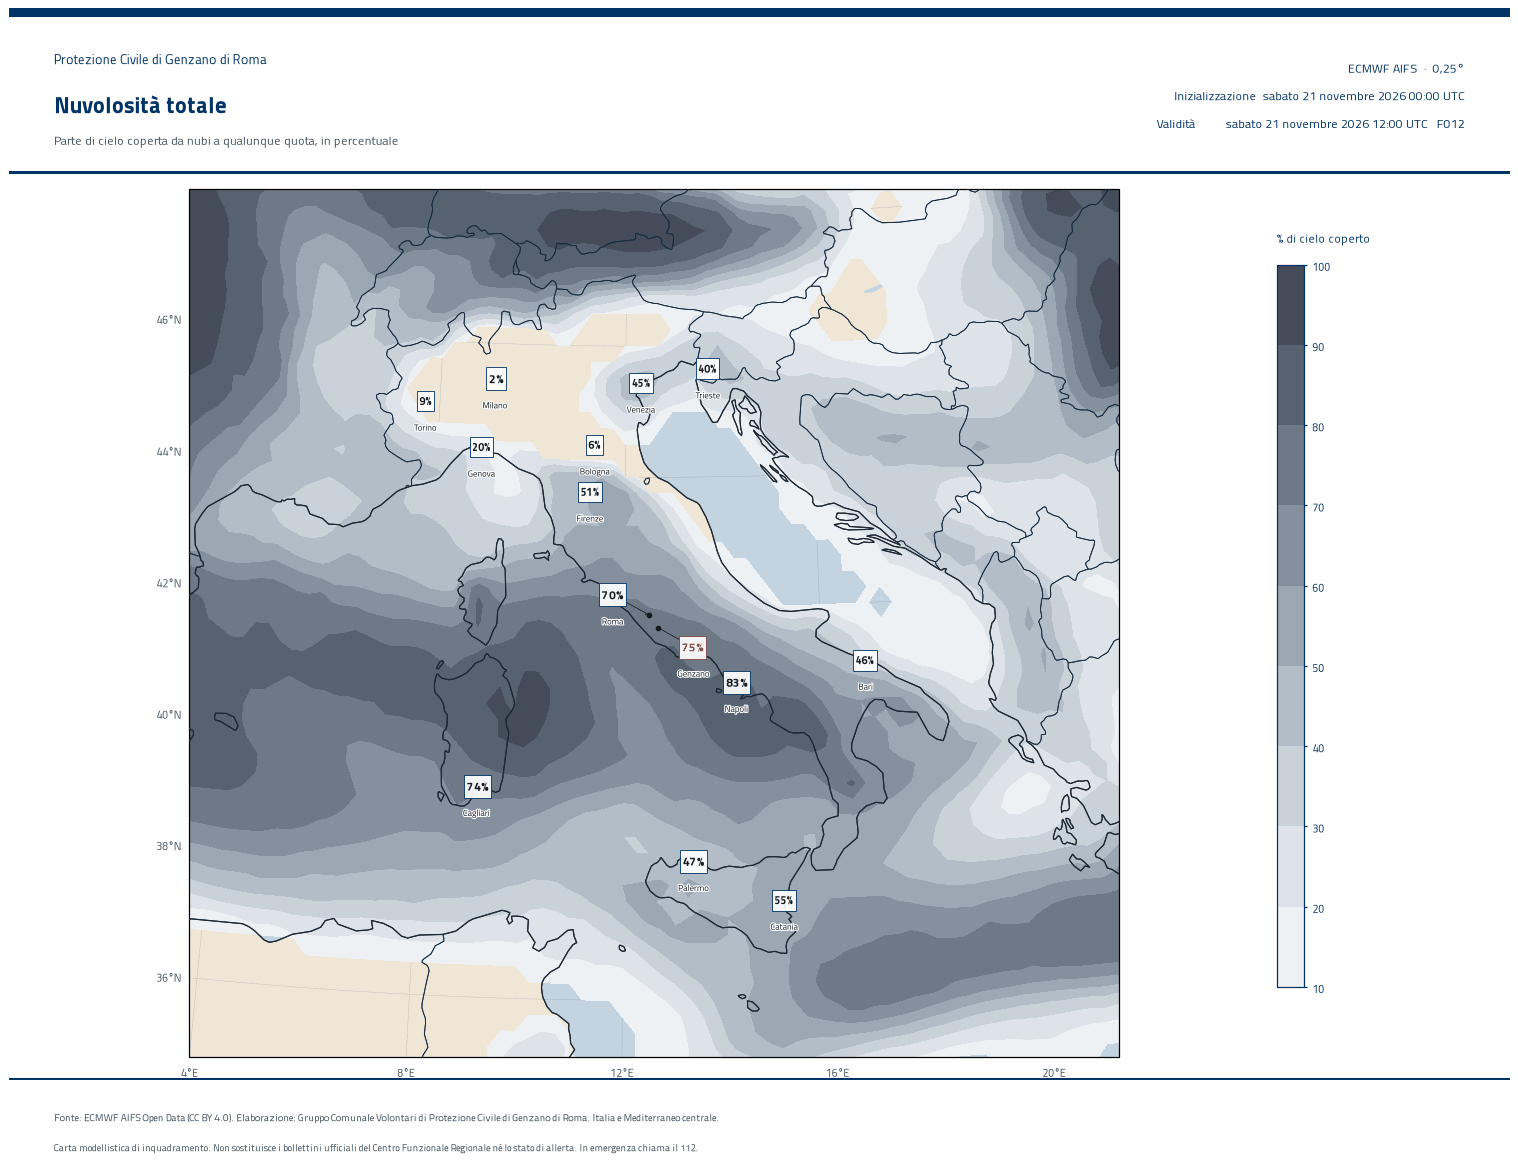 Protezione Civile di Genzano di Roma
Nuvolosità totale
Parte di cielo coperta da nubi a qualunque quota, in percentuale
ECMWF AIFS · 0,25°
Inizializzazione sabato 21 novembre 2026 00:00 UTC
Validità sabato 21 novembre 2026 12:00 UTC F012
% di cielo coperto
100
90
80
70
60
50
40
30
20
10
46°N
44°N
42°N
40°N
38°N
36°N
4°E
8°E
12°E
16°E
20°E
40%
Trieste
45%
Venezia
2%
Milano
9%
Torino
20%
Genova
6%
Bologna
51%
Firenze
70%
Roma
75%
Genzano
83%
Napoli
46%
Bari
74%
Cagliari
47%
Palermo
55%
Catania
Fonte: ECMWF AIFS Open Data (CC BY 4.0). Elaborazione: Gruppo Comunale Volontari di Protezione Civile di Genzano di Roma. Italia e Mediterraneo centrale.
Carta modellistica di inquadramento. Non sostituisce i bollettini ufficiali del Centro Funzionale Regionale né lo stato di allerta. In emergenza chiama il 112.